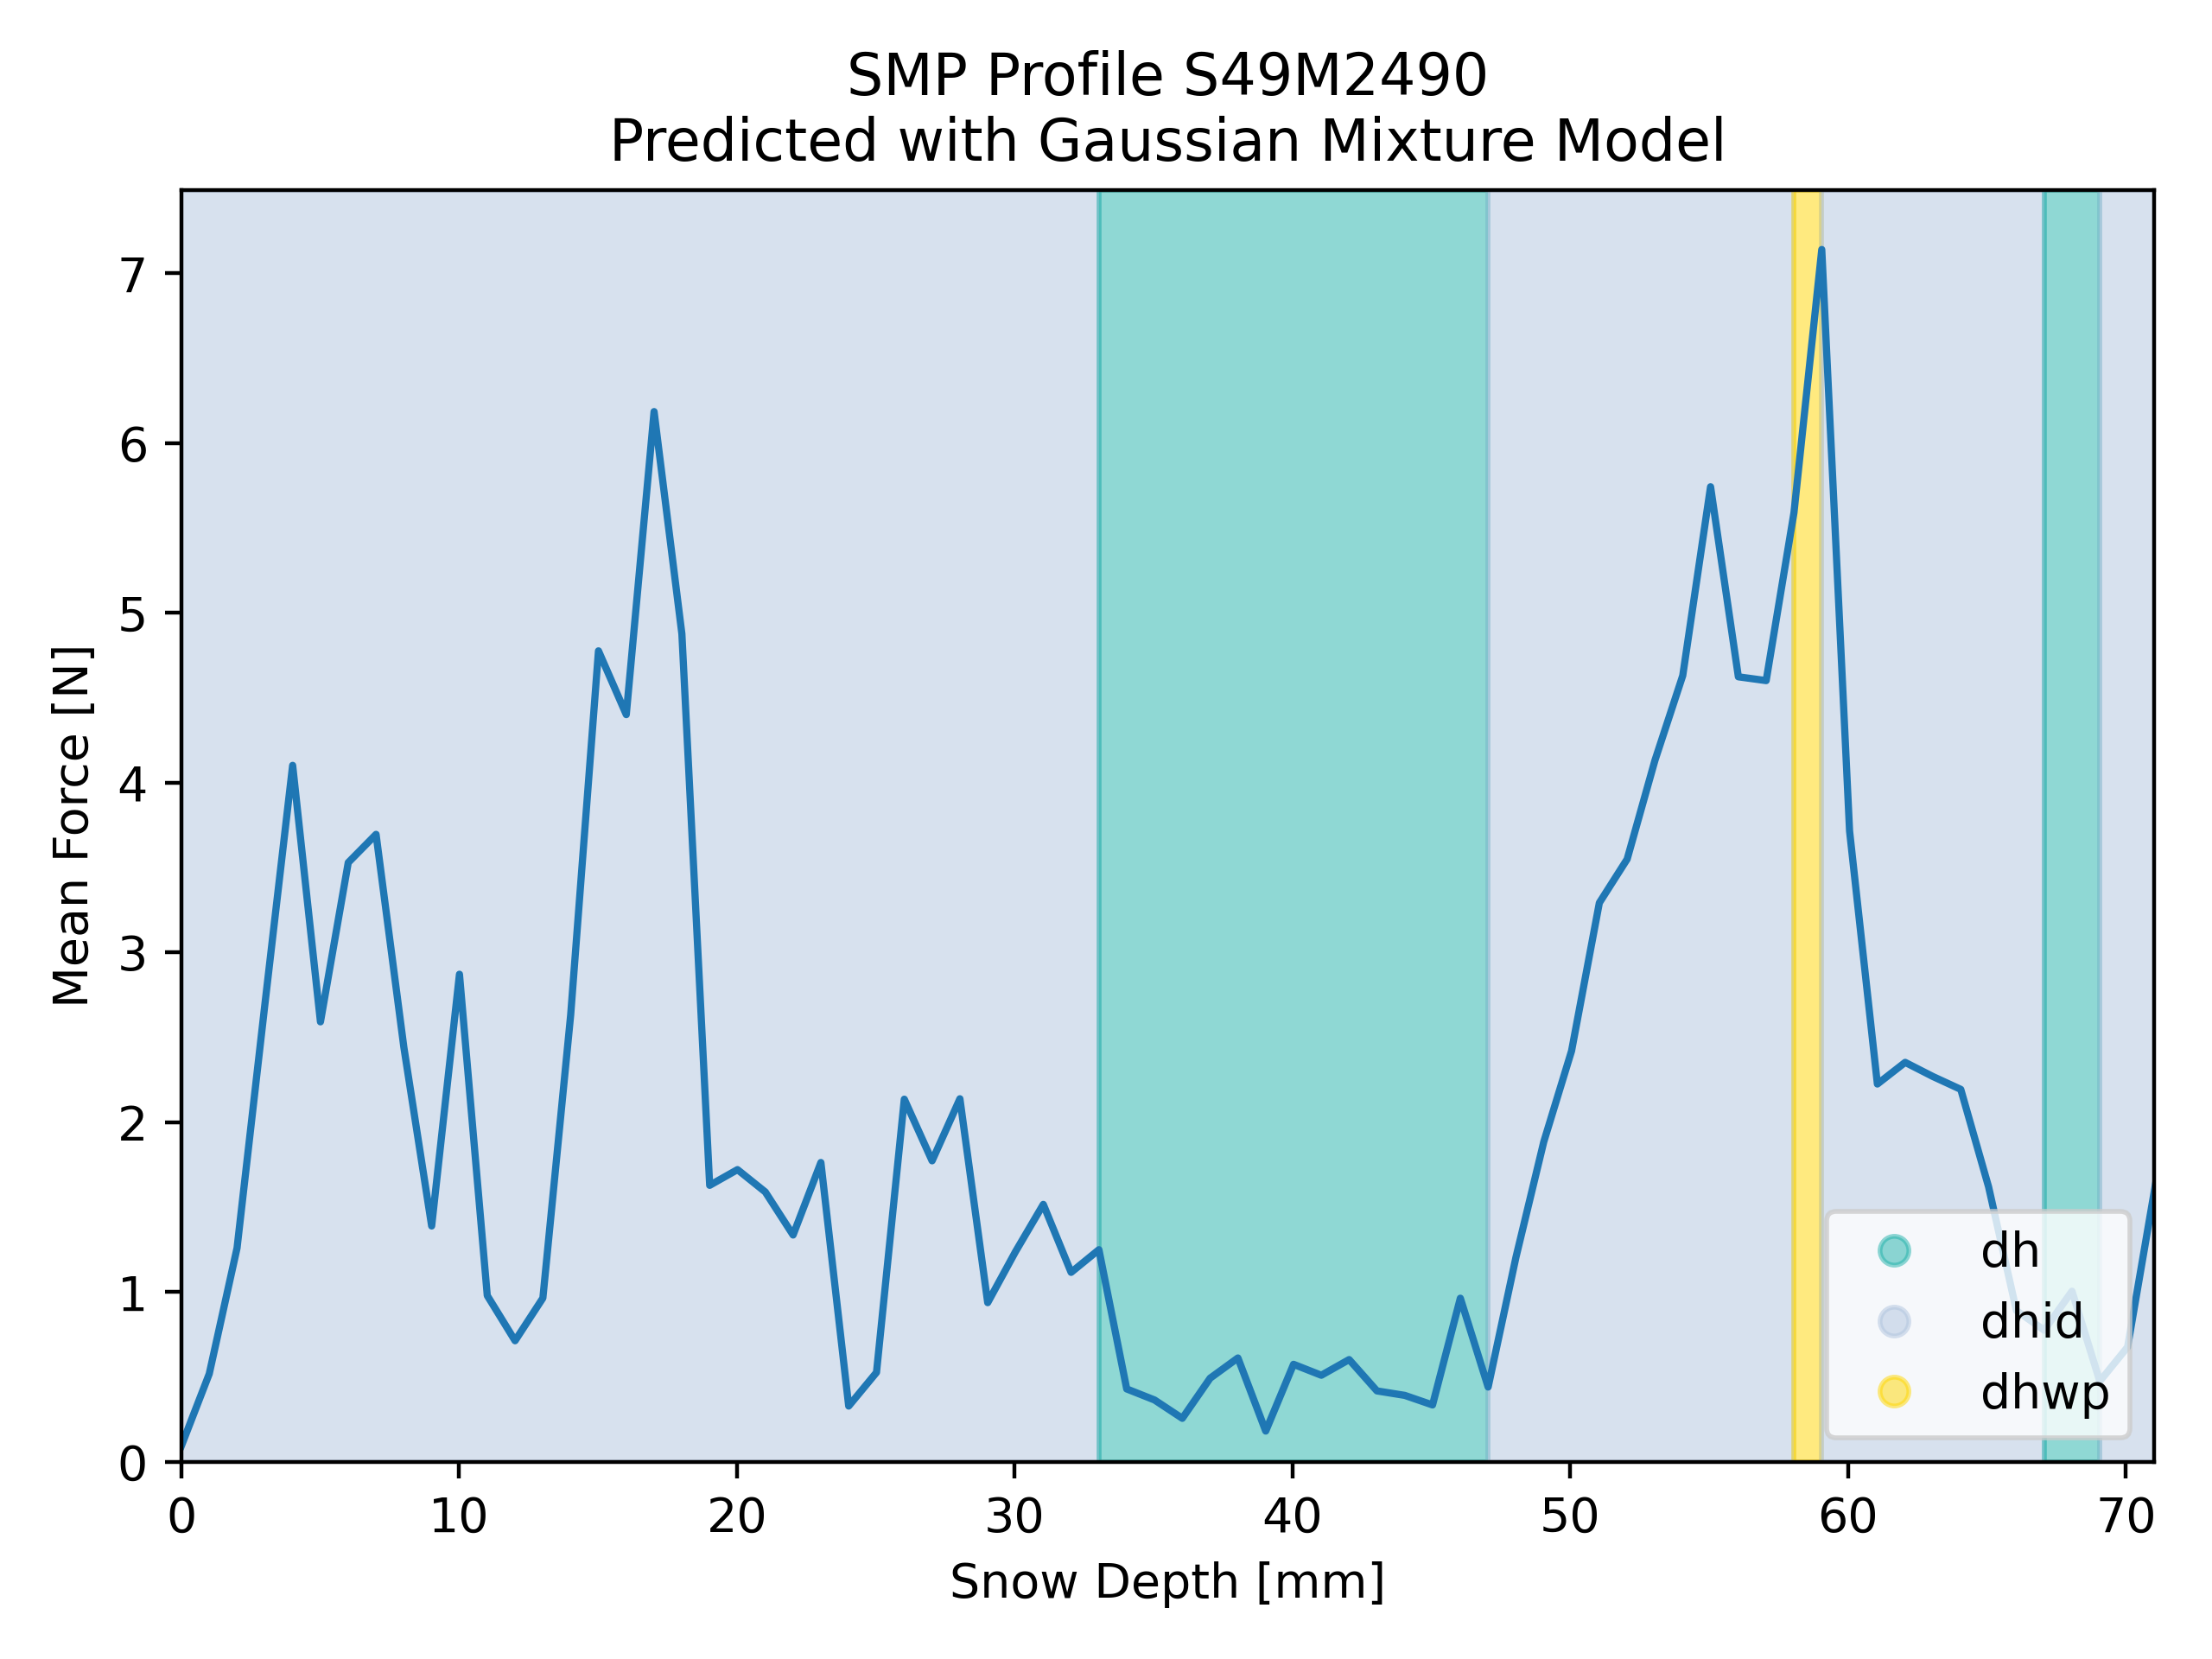 SMP Profile S49M2490
Predicted with Gaussian Mixture Model
Mean Force [N]
7
6
5
4
3
2
1
0
0 10 20 30 40 50 60 70
Snow Depth [mm]
dh
dhid
dhwp